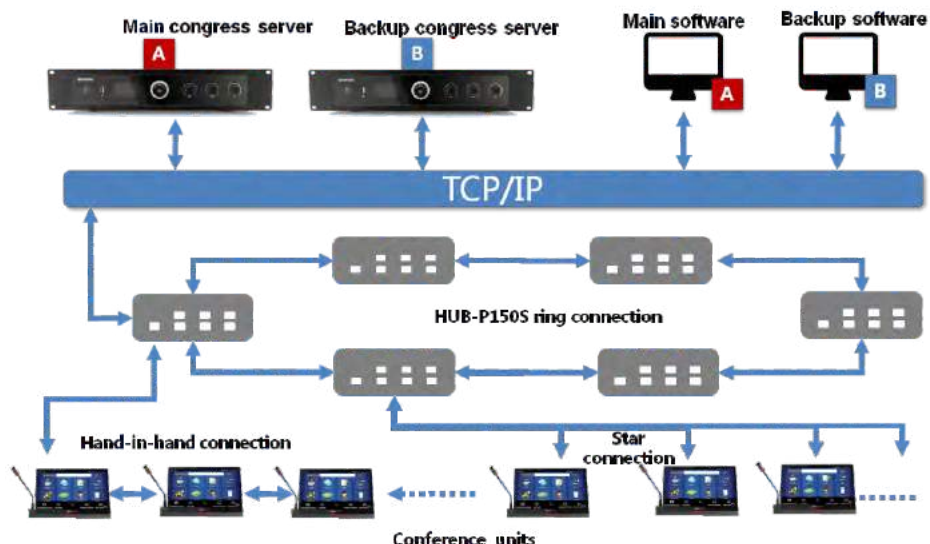 Main congress server
Backup congress server
Main software
Backup software
A
B
A
B
TCP/IP
HUB-P150S ring connection
Hand-in-hand connection
Star
connection
Conference units